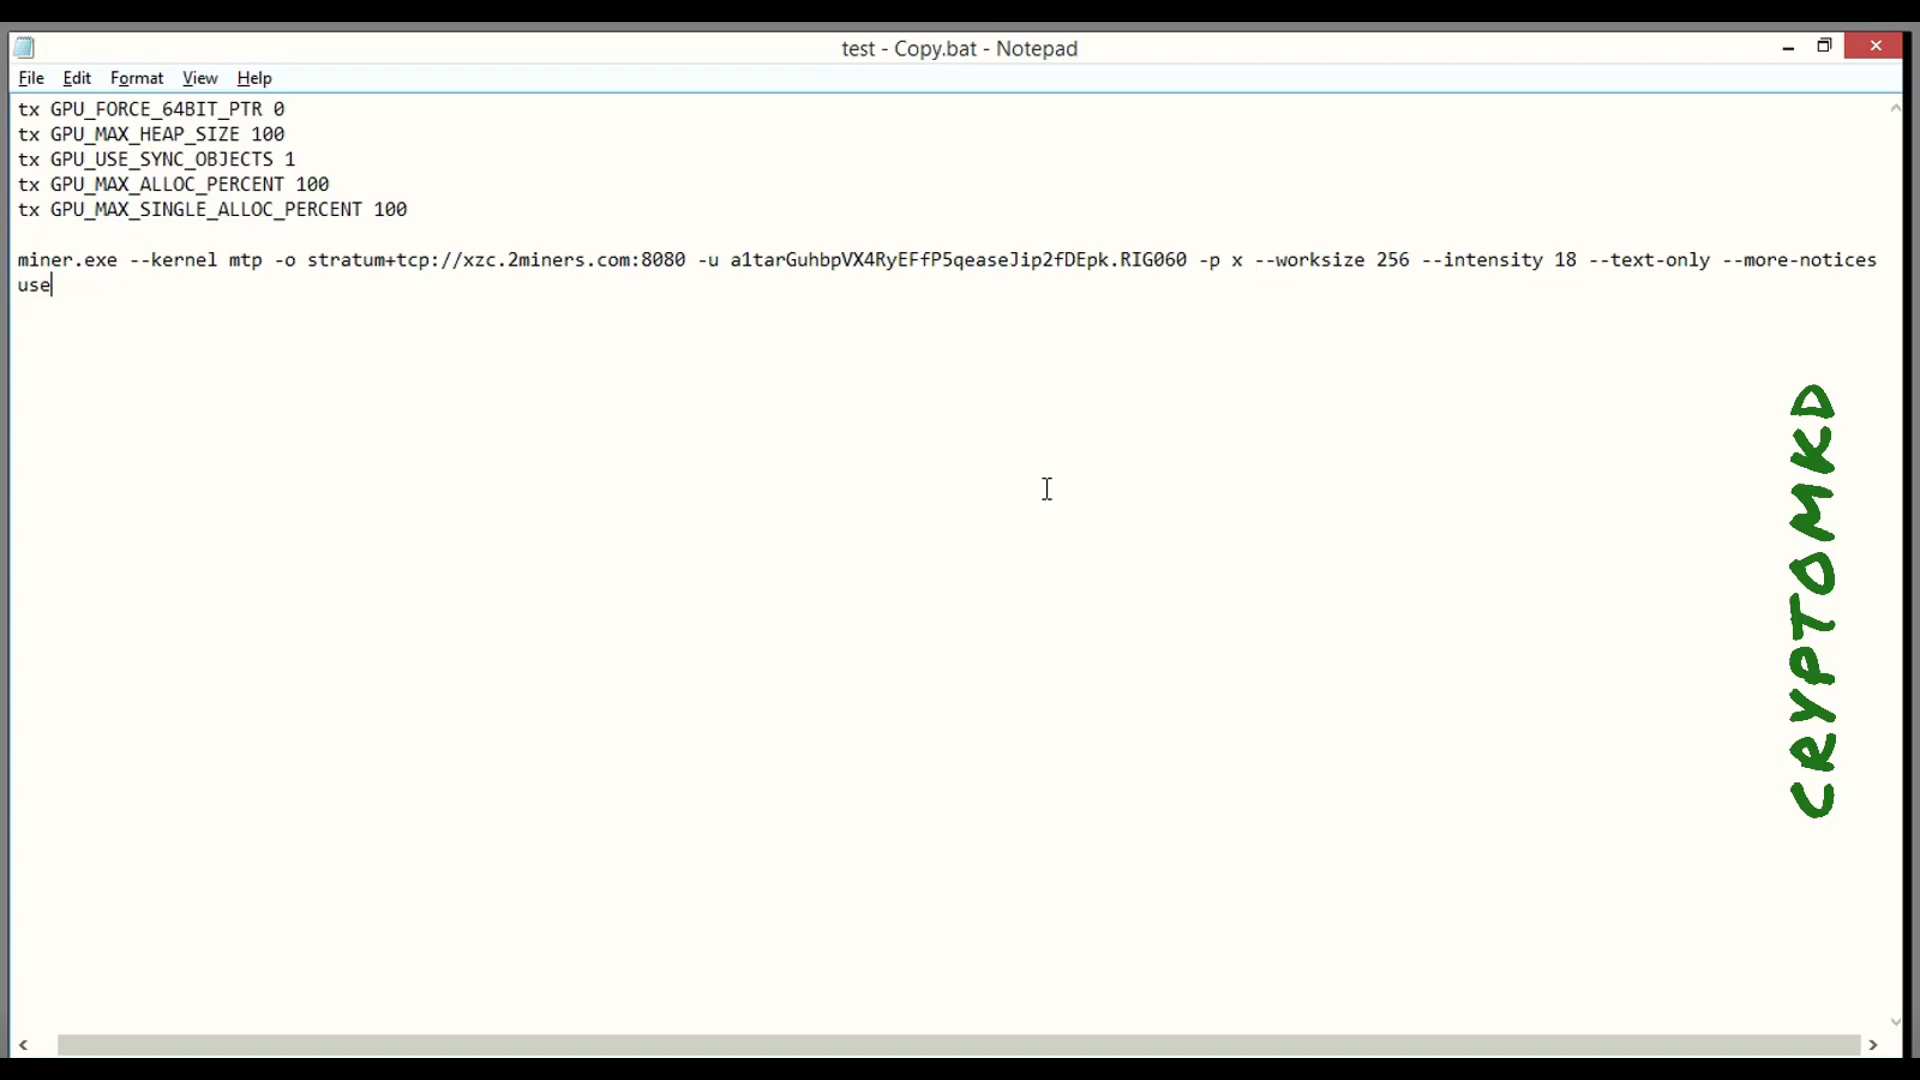 test - Copy.bat - Notepad
File Edit Format View Help
tx GPU_FORCE_64BIT_PTR 0
tx GPU_MAX_HEAP_SIZE 100
tx GPU_USE_SYNC_OBJECTS 1
tx GPU_MAX_ALLOC_PERCENT 100
tx GPU_MAX_SINGLE_ALLOC_PERCENT 100
miner.exe --kernel mtp -o stratum+tcp://xzc.2miners.com:8080 -u a1tarGuhbpVX4RyEFfP5qeaseJip2fDEpk.RIG060 -p x --worksize 256 --intensity 18 --text-only --more-notices
use
CRYPTOMKD